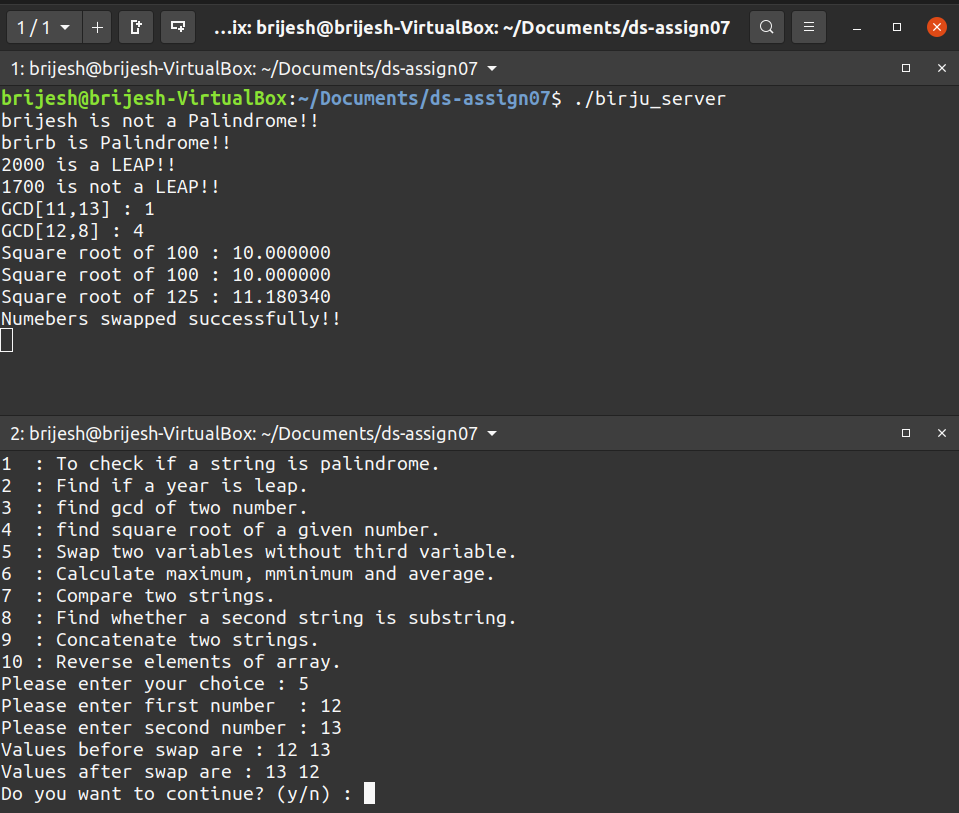 1 / 1
...ix: brijesh@brijesh-VirtualBox: ~/Documents/ds-assign07
1: brijesh@brijesh-VirtualBox: ~/Documents/ds-assign07
brijesh@brijesh-VirtualBox:~/Documents/ds-assign07$ ./birju_server
brijesh is not a Palindrome!!
brirb is Palindrome!!
2000 is a LEAP!!
1700 is not a LEAP!!
GCD[11,13] : 1
GCD[12,8] : 4
Square root of 100 : 10.000000
Square root of 100 : 10.000000
Square root of 125 : 11.180340
Numebers swapped successfully!!
2: brijesh@brijesh-VirtualBox: ~/Documents/ds-assign07
1  : To check if a string is palindrome.
2  : Find if a year is leap.
3  : find gcd of two number.
4  : find square root of a given number.
5  : Swap two variables without third variable.
6  : Calculate maximum, mminimum and average.
7  : Compare two strings.
8  : Find whether a second string is substring.
9  : Concatenate two strings.
10 : Reverse elements of array.
Please enter your choice : 5
Please enter first number  : 12
Please enter second number : 13
Values before swap are : 12 13
Values after swap are : 13 12
Do you want to continue? (y/n) :